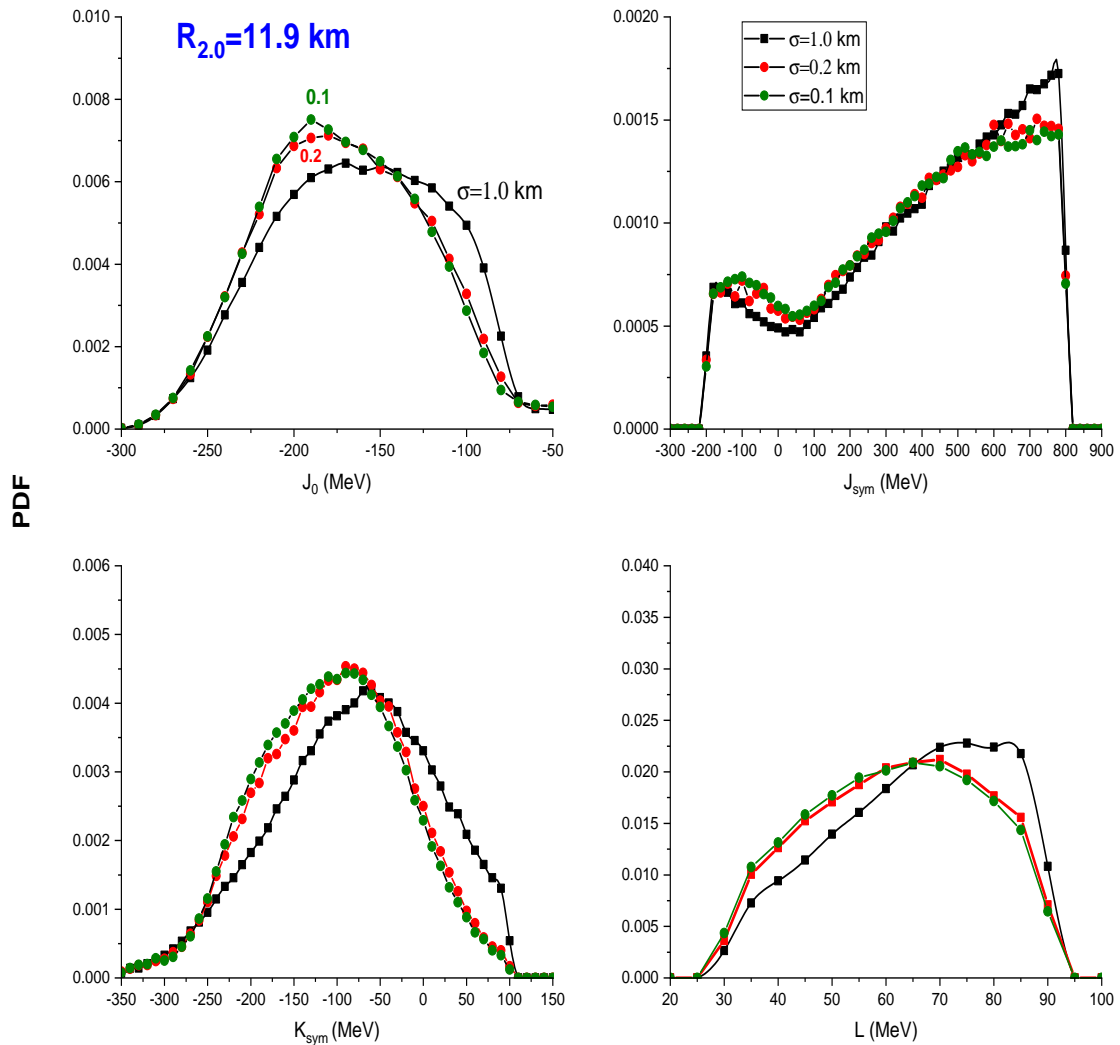 R2.0=11.9 km
0.1
0.2
σ=1.0 km
0.010
0.008
0.006
0.004
0.002
0.000
-300 -250 -200 -150 -100 -50
J0 (MeV)
σ=1.0 km
σ=0.2 km
σ=0.1 km
0.0020
0.0015
0.0010
0.0005
0.0000
-300 -200 -100 0 100 200 300 400 500 600 700 800 900
Jsym (MeV)
PDF
0.006
0.005
0.004
0.003
0.002
0.001
0.000
-350 -300 -250 -200 -150 -100 -50 0 50 100 150
Ksym (MeV)
0.040
0.035
0.030
0.025
0.020
0.015
0.010
0.005
0.000
20 30 40 50 60 70 80 90 100
L (MeV)